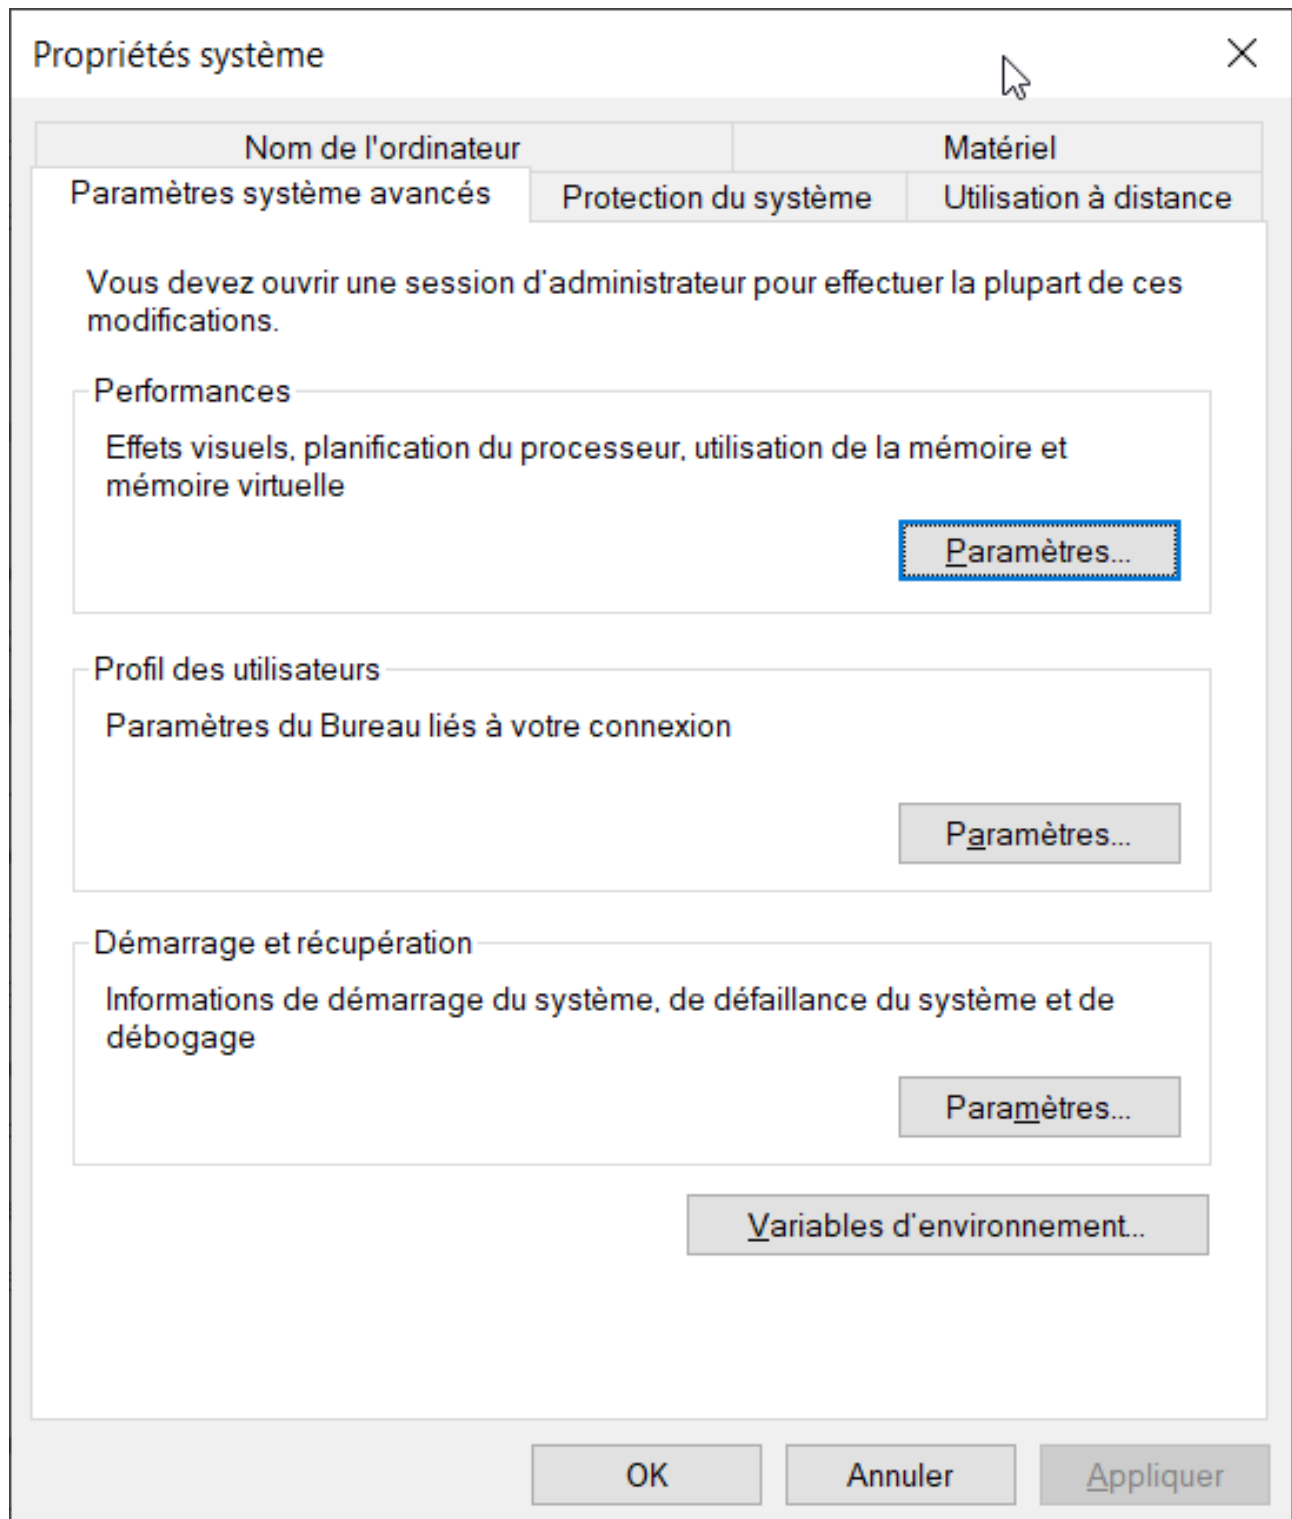 Propriétés système
Nom de l'ordinateur
Matériel
Paramètres système avancés
Protection du système
Utilisation à distance
Vous devez ouvrir une session d'administrateur pour effectuer la plupart de ces
modifications.
Performances
Effets visuels, planification du processeur, utilisation de la mémoire et
mémoire virtuelle
Paramètres...
Profil des utilisateurs
Paramètres du Bureau liés à votre connexion
Paramètres...
Démarrage et récupération
Informations de démarrage du système, de défaillance du système et de
débogage
Paramètres...
Variables d'environnement...
OK
Annuler
Appliquer